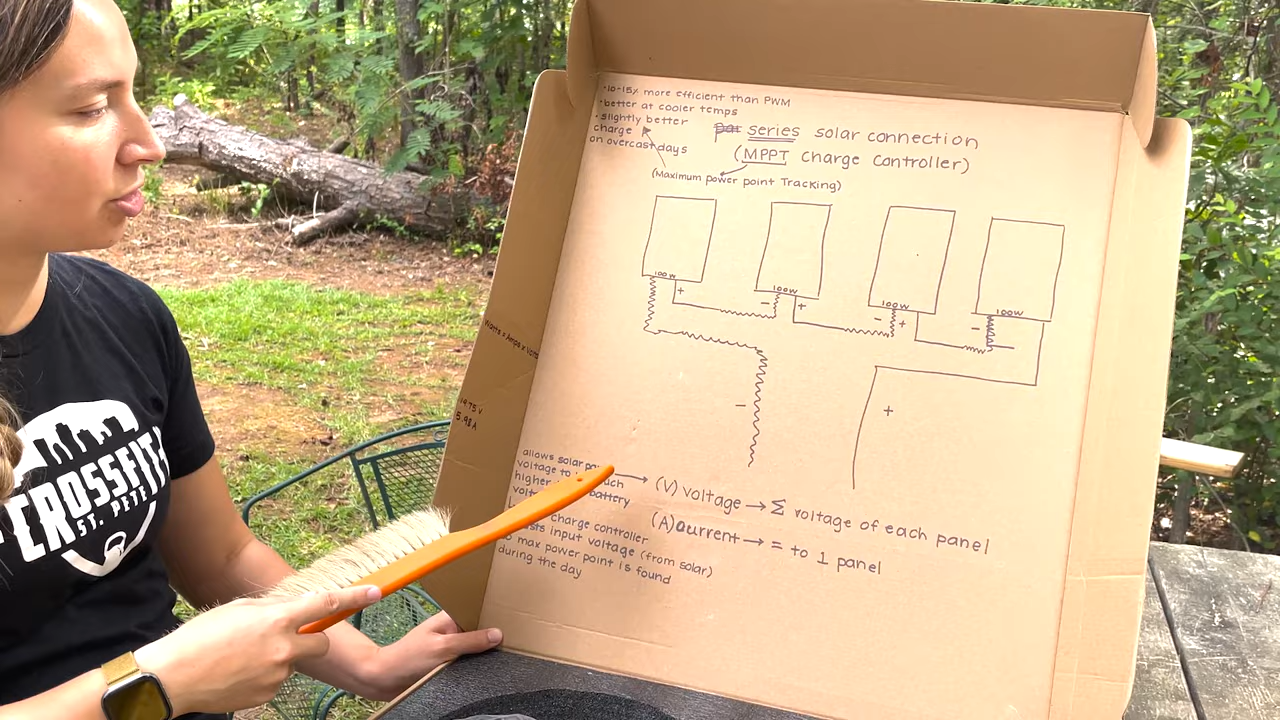 • 10-15% more efficient than PWM
• better at cooler temps
• slightly better
charge
on overcast days
series solar connection
(MPPT Charge Controller)
(Maximum power point Tracking)
100W
100W
100W
100W
+
-
+
-
+
-
-
+
Watts = Amps x Volts
19.75 V
5.98A
allows solar
voltage to
higher battery
(V) voltage → Σ voltage of each panel
(A) current → = to 1 panel
charge controller
input voltage (from solar)
max power point is found
during the day
CROSSFIT
ST. PETE